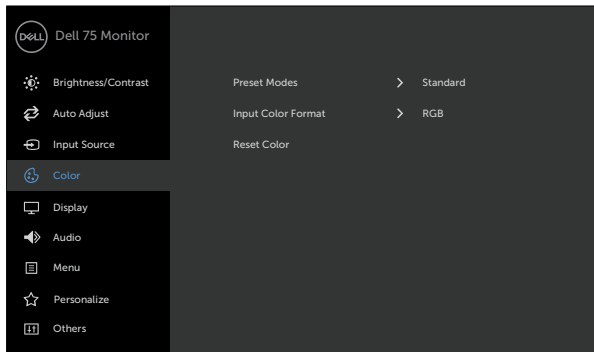 DELL Dell 75 Monitor
Brightness/Contrast Preset Modes > Standard
Auto Adjust Input Color Format > RGB
Input Source Reset Color
Color
Display
Audio
Menu
Personalize
Others